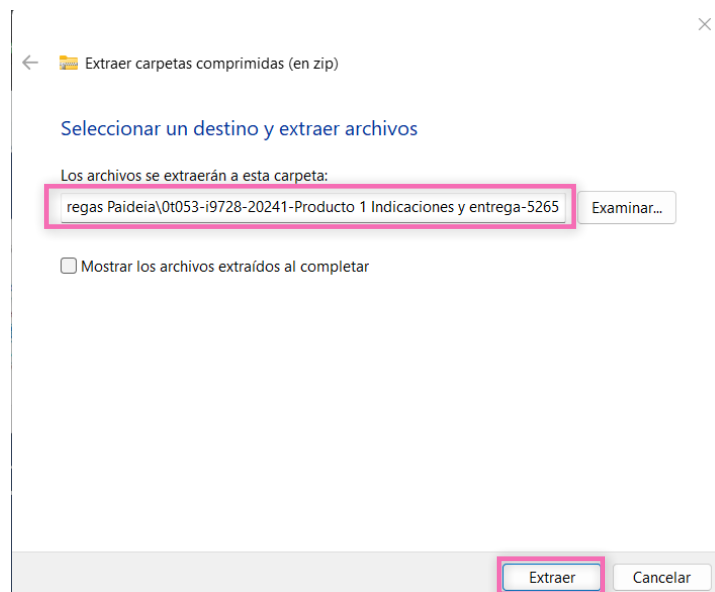 Extraer carpetas comprimidas (en zip)
Seleccionar un destino y extraer archivos
Los archivos se extraerán a esta carpeta:
regas Paideia\0t053-i9728-20241-Producto 1 Indicaciones y entrega-5265
Examinar...
Mostrar los archivos extraídos al completar
Extraer
Cancelar